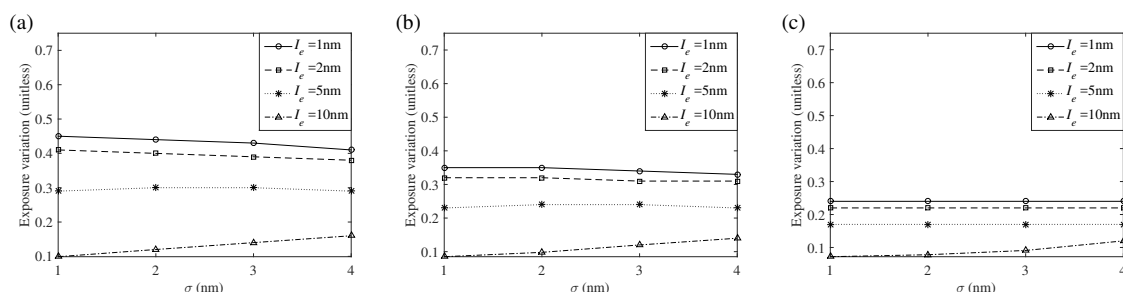 (a)
Exposure variation (unitless)
0.7
0.6
0.5
0.4
0.3
0.2
0.1
1 2 3 4
σ (nm)
I_e =1nm
I_e =2nm
I_e =5nm
I_e =10nm
(b)
Exposure variation (unitless)
0.7
0.6
0.5
0.4
0.3
0.2
0.1
1 2 3 4
σ (nm)
I_e =1nm
I_e =2nm
I_e =5nm
I_e =10nm
(c)
Exposure variation (unitless)
0.7
0.6
0.5
0.4
0.3
0.2
0.1
1 2 3 4
σ (nm)
I_e =1nm
I_e =2nm
I_e =5nm
I_e =10nm